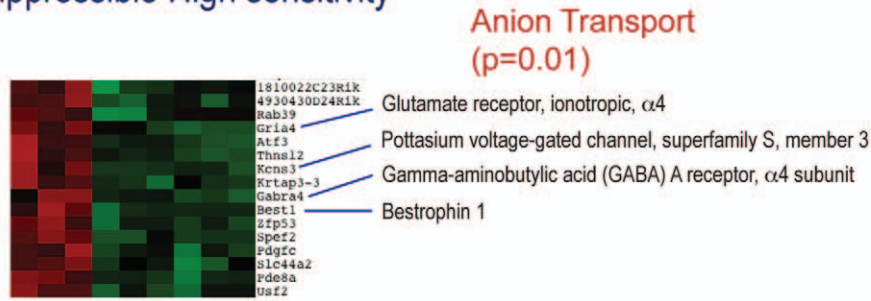 High sensitivity
Anion Transport
(p=0.01)
1810022C23Rik
4930430D24Rik
Rab39
Gria4
Atf3
Thnsl2
Kcns3
Krtap3-3
Gabra4
Best1
Zfp53
Spef2
Pdgfc
Slc44a2
Pde8a
Usf2
Glutamate receptor, ionotropic, α4
Pottasium voltage-gated channel, superfamily S, member 3
Gamma-aminobutylic acid (GABA) A receptor, α4 subunit
Bestrophin 1